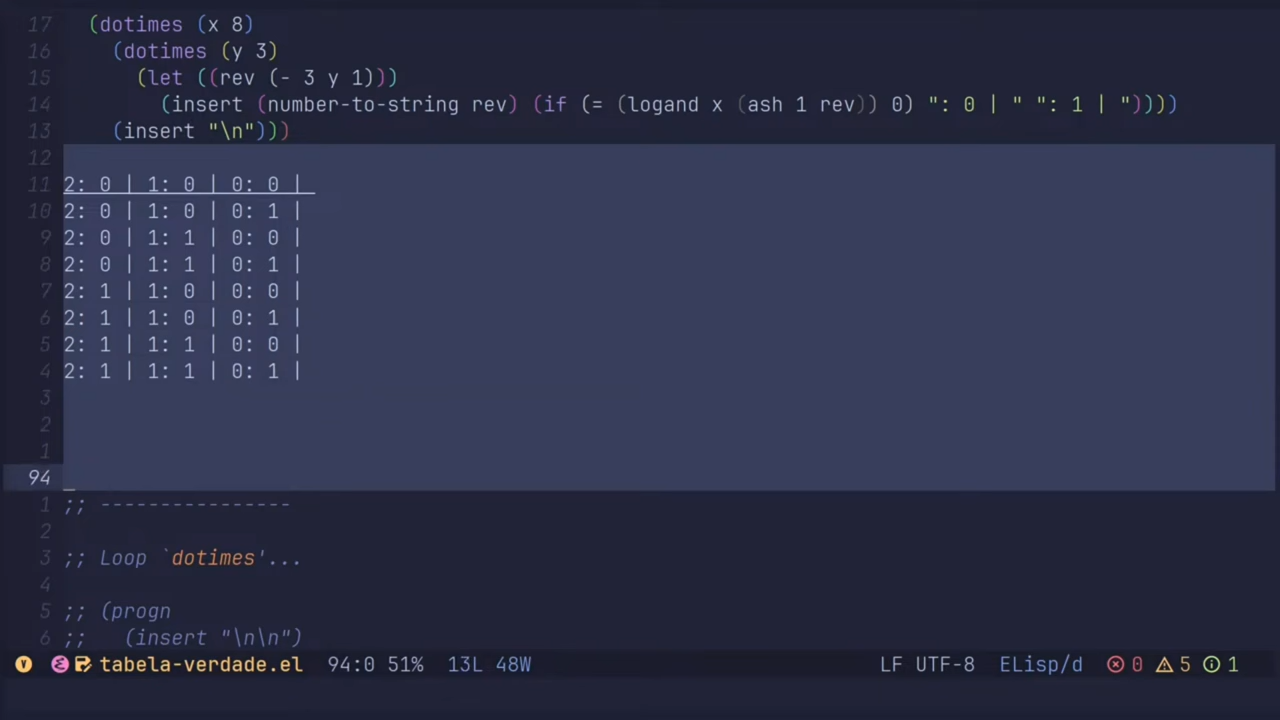 17 (dotimes (x 8)
16 (dotimes (y 3)
15 (let ((rev (- 3 y 1)))
14 (insert (number-to-string rev) (if (= (logand x (ash 1 rev)) 0) ": 0 | " ": 1 | "))))
13 (insert "\n")))
12
11 2: 0 | 1: 0 | 0: 0 |
10 2: 0 | 1: 0 | 0: 1 |
9 2: 0 | 1: 1 | 0: 0 |
8 2: 0 | 1: 1 | 0: 1 |
7 2: 1 | 1: 0 | 0: 0 |
6 2: 1 | 1: 0 | 0: 1 |
5 2: 1 | 1: 1 | 0: 0 |
4 2: 1 | 1: 1 | 0: 1 |
3
2
1
94
1 ;; ----------------
2
3 ;; Loop `dotimes'...
4
5 ;; (progn
6 ;; (insert "\n\n")
V tabela-verdade.el 94:0 51% 13L 48W LF UTF-8 ELisp/d 0 5 1